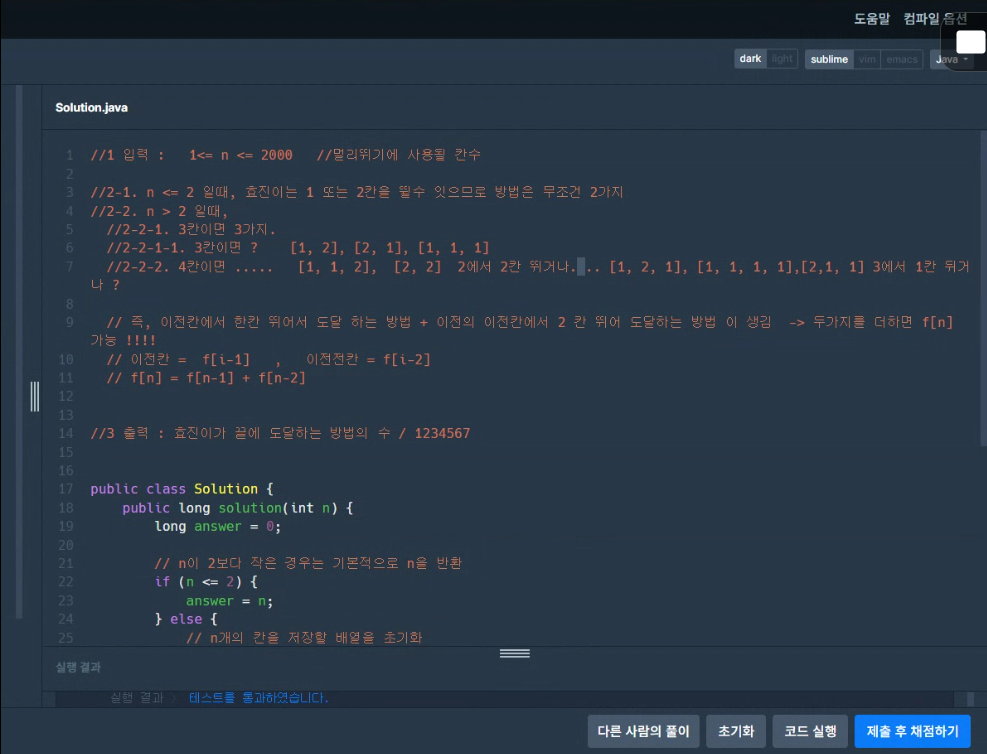 도움말 컴파일 옵션
dark light sublime vim emacs Java
Solution.java
1 //1 입력 : 1<= n <= 2000 //멀리뛰기에 사용될 칸수
2
3 //2-1. n <= 2 일때, 효진이는 1 또는 2칸을 뛸수 잇으므로 방법은 무조건 2가지
4 //2-2. n > 2 일때,
5 //2-2-1. 3칸이면 3가지.
6 //2-2-1-1. 3칸이면 ? [1, 2], [2, 1], [1, 1, 1]
7 //2-2-2. 4칸이면 ..... [1, 1, 2], [2, 2] 2에서 2칸 뛰거나... [1, 2, 1], [1, 1, 1, 1],[2,1, 1] 3에서 1칸 뒤거
나 ?
8
9 // 즉, 이전칸에서 한칸 뛰어서 도달 하는 방법 + 이전의 이전칸에서 2 칸 뛰어 도달하는 방법 이 생김 -> 두가지를 더하면 f[n]
가능 !!!!
10 // 이전칸 = f[i-1] , 이전전칸 = f[i-2]
11 // f[n] = f[n-1] + f[n-2]
12
13
14 //3 출력 : 효진이가 끝에 도달하는 방법의 수 / 1234567
15
16
17 public class Solution {
18 public long solution(int n) {
19 long answer = 0;
20
21 // n이 2보다 작은 경우는 기본적으로 n을 반환
22 if (n <= 2) {
23 answer = n;
24 } else {
25 // n개의 칸을 저장할 배열을 초기화
실행 결과
실행 결과 > 테스트를 통과하였습니다.
다른 사람의 풀이 초기화 코드 실행 제출 후 채점하기